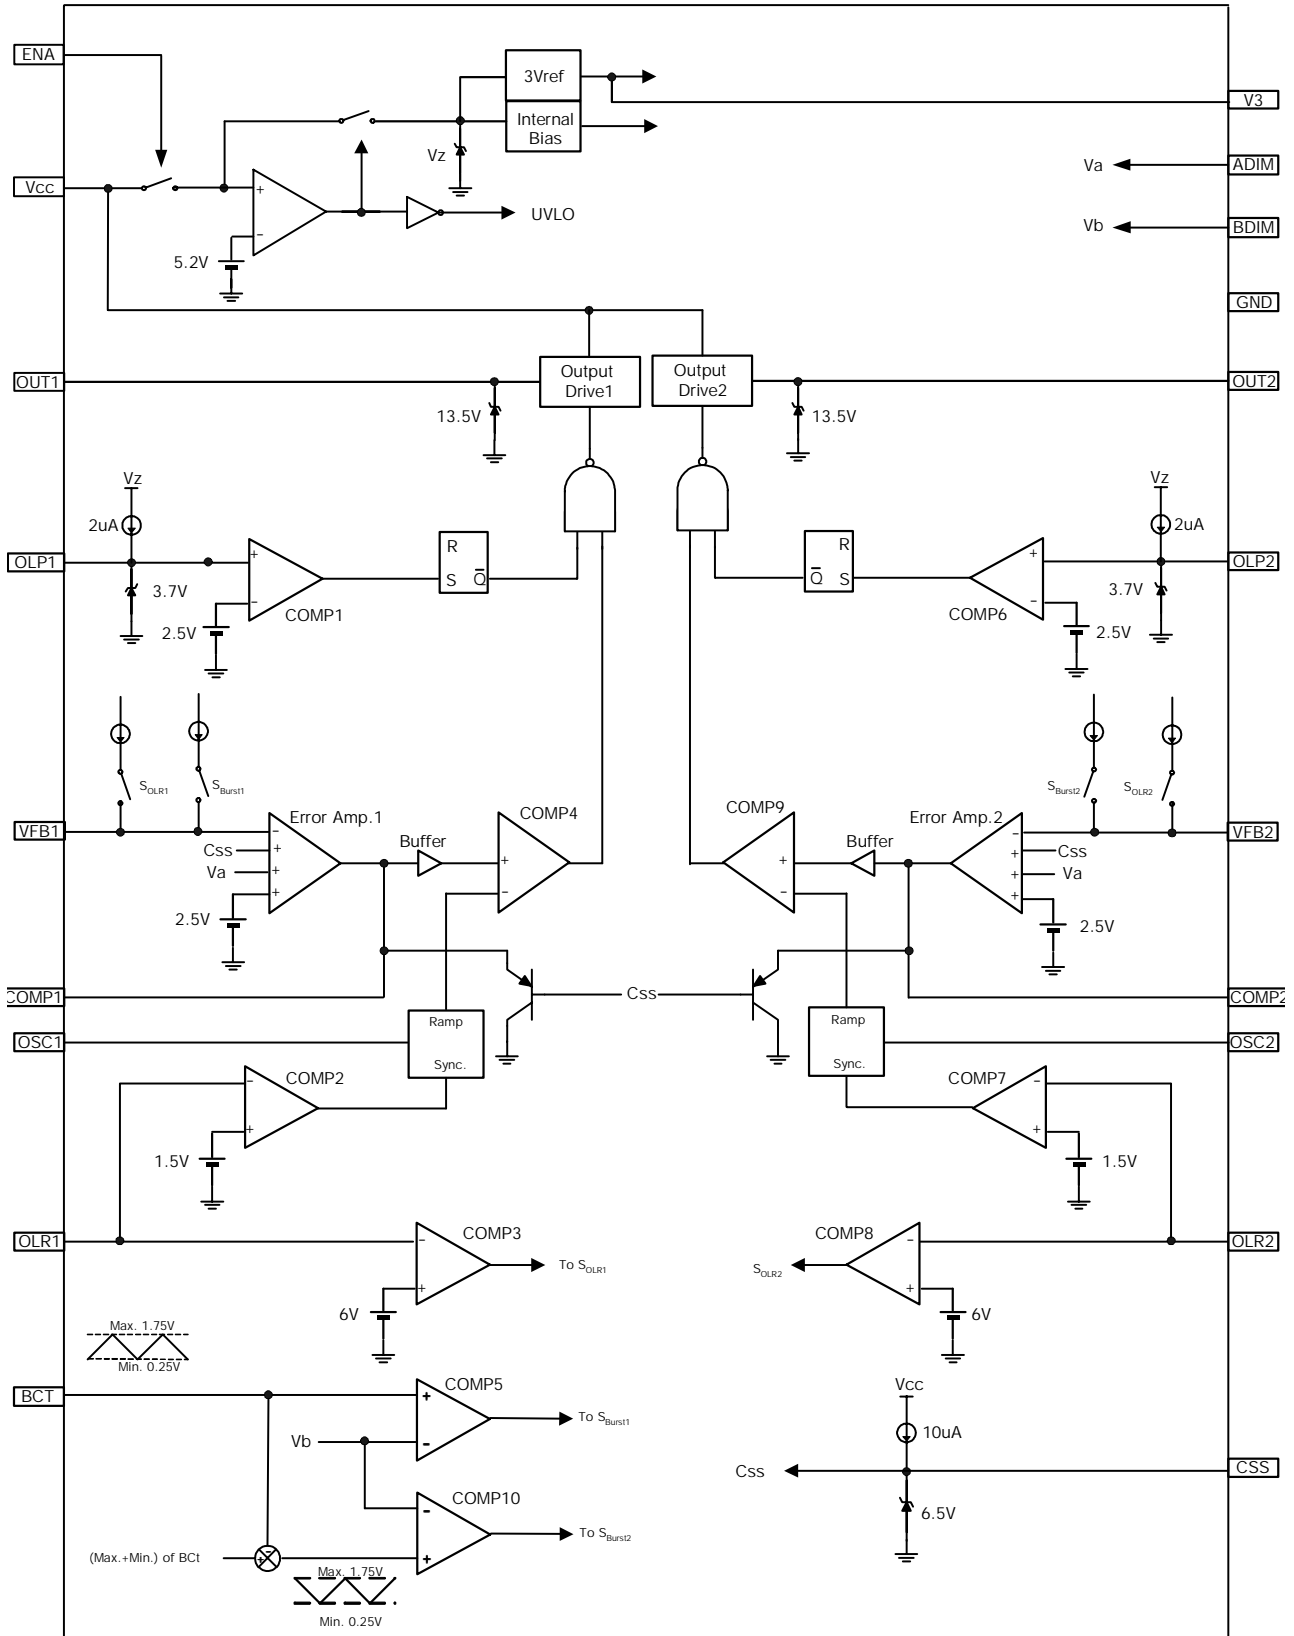 ENA
3Vref
V3
Internal
Bias
Vz
Va
ADIM
Vcc
+
−
UVLO
Vb
BDIM
5.2V
GND
OUT1
Output
Drive1
Output
Drive2
OUT2
13.5V
13.5V
Vz
Vz
2uA
2uA
OLP1
+
−
R
S Q
R
Q S
+
−
OLP2
3.7V
3.7V
COMP1
COMP6
2.5V
2.5V
SOLR1
SBurst1
SBurst2
SOLR2
COMP9
COMP4
Error Amp.1
Error Amp.2
VFB1
−
Buffer
Buffer
−
VFB2
Css
+
+
Css
Va
+
+
−
+
−
+
Va
+
+
2.5V
2.5V
COMP1
Css
COMP2
Ramp
Ramp
OSC1
OSC2
Sync.
Sync.
COMP2
COMP7
−
−
+
+
1.5V
1.5V
OLR1
−
COMP3
COMP8
−
OLR2
To SOLR1
SOLR2
+
+
6V
6V
Max. 1.75V
Min. 0.25V
BCT
+
COMP5
Vcc
To SBurst1
10uA
Vb
−
Css
CSS
COMP10
−
6.5V
To SBurst2
(Max.+Min.) of BCt
+
−
+
Max. 1.75V
Min. 0.25V